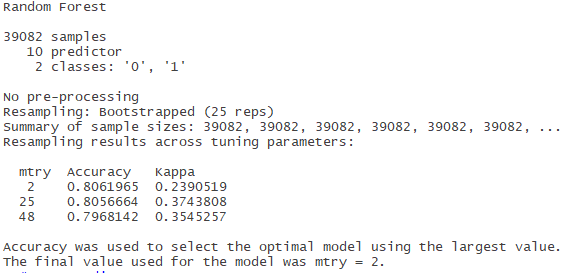 Random Forest
39082 samples
10 predictor
2 classes: '0', '1'
No pre-processing
Resampling: Bootstrapped (25 reps)
Summary of sample sizes: 39082, 39082, 39082, 39082, 39082, 39082, ...
Resampling results across tuning parameters:
mtry Accuracy Kappa
2 0.8061965 0.2390519
25 0.8056664 0.3743808
48 0.7968142 0.3545257
Accuracy was used to select the optimal model using the largest value.
The final value used for the model was mtry = 2.